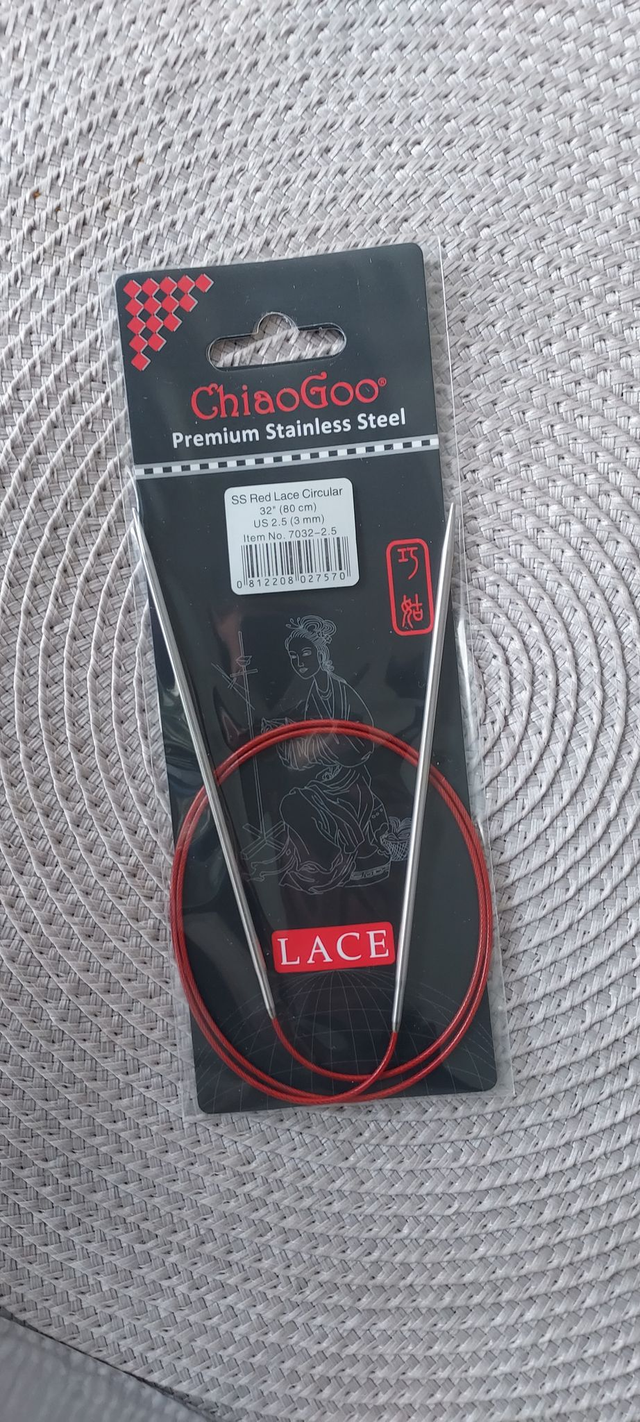 ChiaoGoo®
Premium Stainless Steel
SS Red Lace Circular
32" (80 cm)
US 2.5 (3 mm)
Item No. 7032-2.5
0 812208 027570
巧
姑
LACE